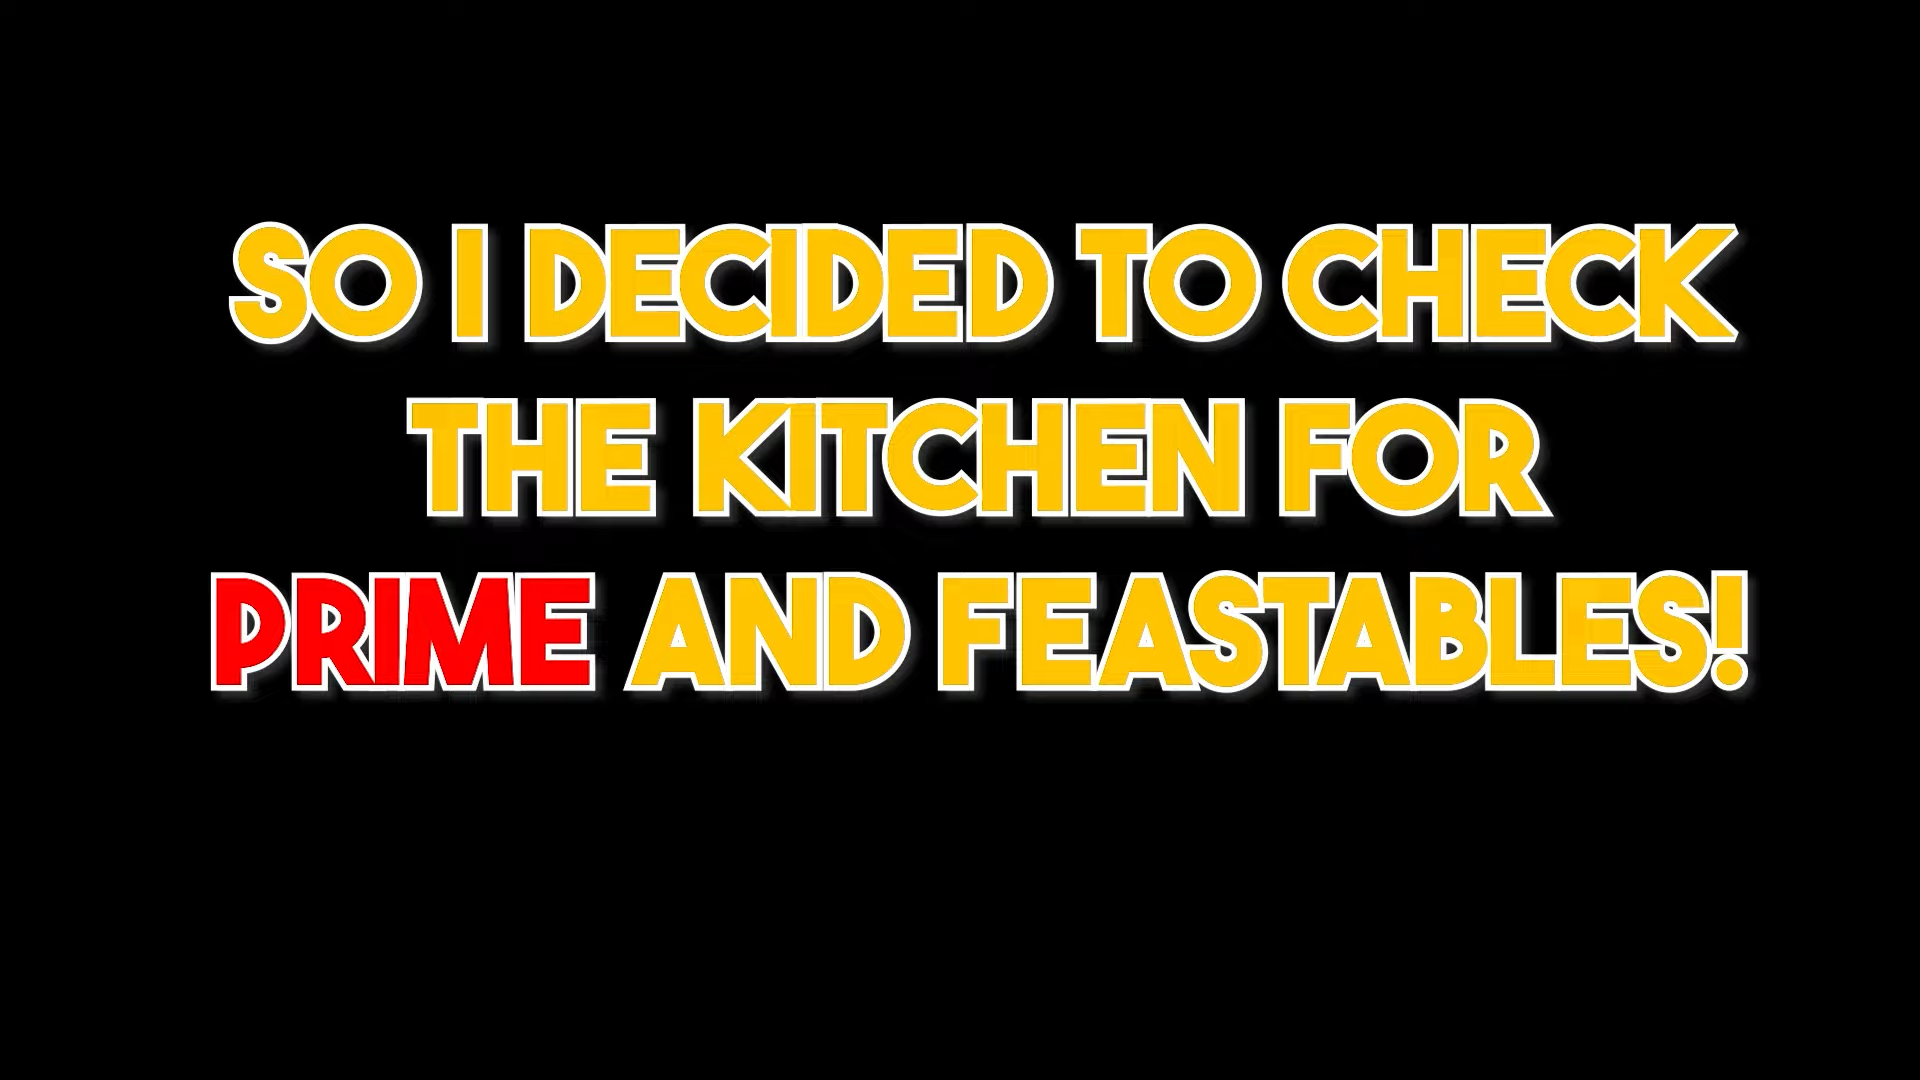 SO I DECIDED TO CHECK
THE KITCHEN FOR
PRIME AND FEASTABLES!